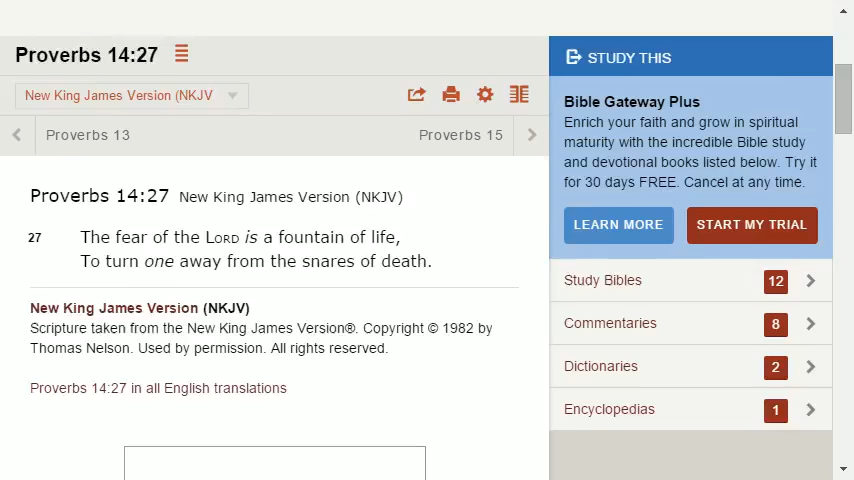 Proverbs 14:27
New King James Version (NKJV
Proverbs 13
Proverbs 15
Proverbs 14:27 New King James Version (NKJV)
27 The fear of the LORD is a fountain of life,
To turn one away from the snares of death.
New King James Version (NKJV)
Scripture taken from the New King James Version®. Copyright © 1982 by
Thomas Nelson. Used by permission. All rights reserved.
Proverbs 14:27 in all English translations
STUDY THIS
Bible Gateway Plus
Enrich your faith and grow in spiritual
maturity with the incredible Bible study
and devotional books listed below. Try it
for 30 days FREE. Cancel at any time.
LEARN MORE
START MY TRIAL
Study Bibles 12
Commentaries 8
Dictionaries 2
Encyclopedias 1